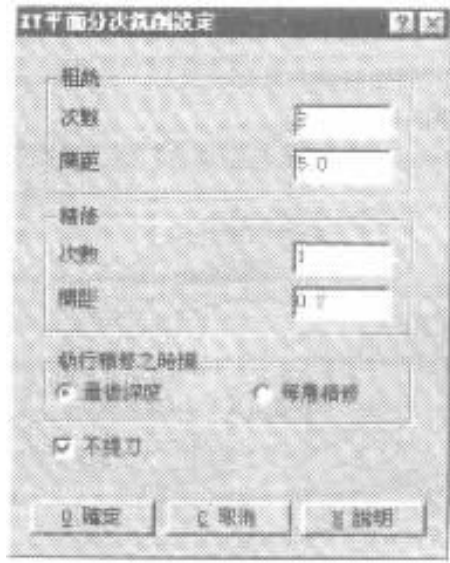 XY平面分次銑削設定
粗銑
次數
間距 5.0
精修
次數 1
間距
執行精修之時機
最後深度 每層精修
不提刀
確定 取消 說明